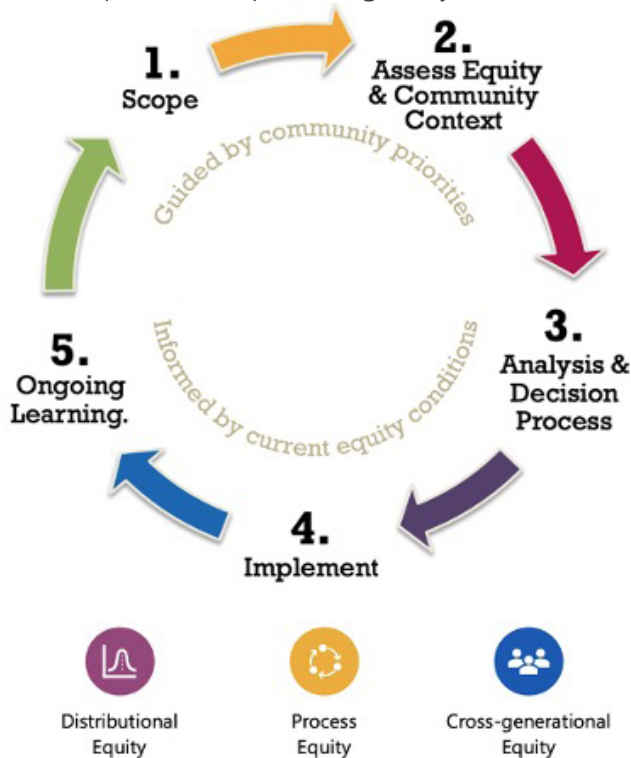 1.
Scope
2.
Assess Equity
& Community
Context
Guided by community priorities
3.
Analysis &
Decision
Process
Informed by current equity conditions
4.
Implement
5.
Ongoing
Learning.
Distributional
Equity
Process
Equity
Cross-generational
Equity